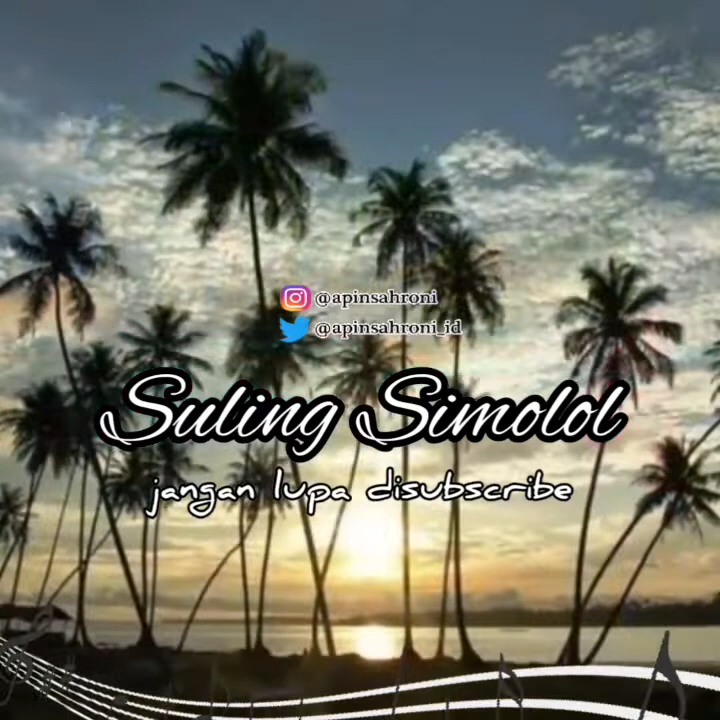 @apinsahroni
@apinsahroni_id
Suling Simolol
jangan lupa disubscribe